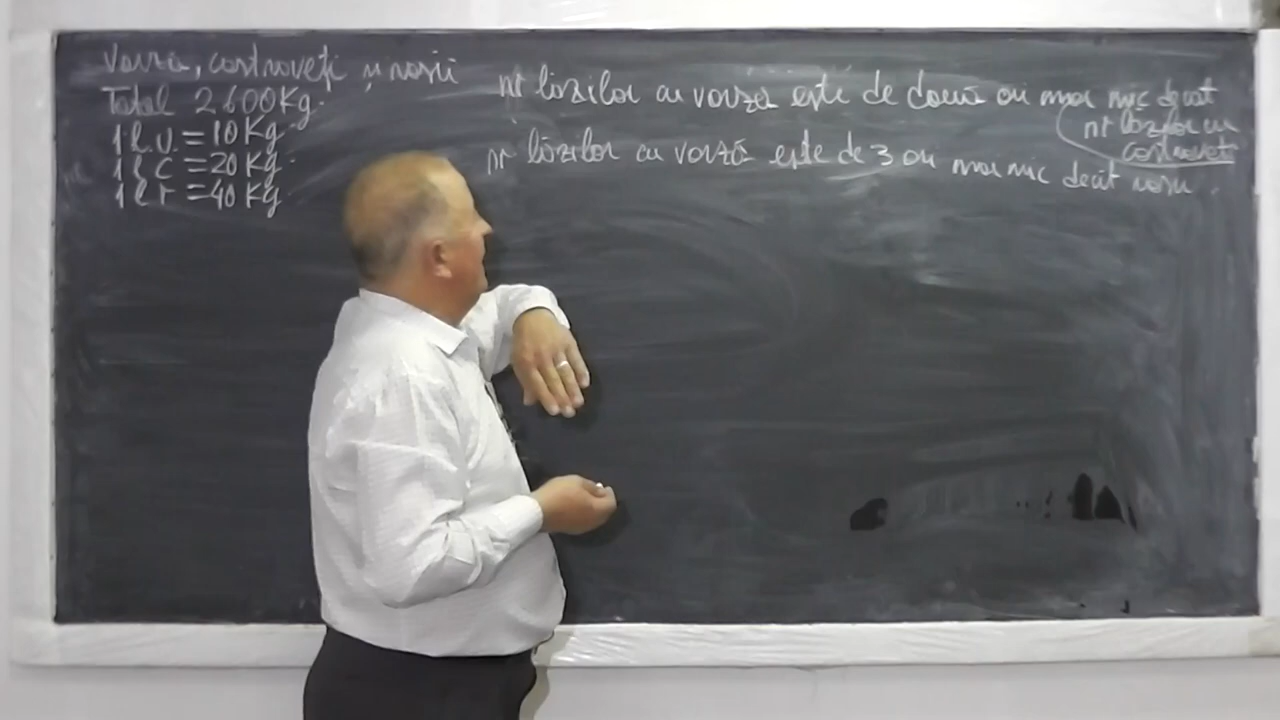 varză, castraveți și roșii
Total 2600 Kg.
1 l. v. = 10 Kg.
1 l c = 20 Kg.
1 l r = 40 Kg
nr lăzilor cu varză este de două ori mai mic decât
nr lăzilor cu
castraveți
nr lăzilor cu varză este de 3 ori mai mic decât roșii.